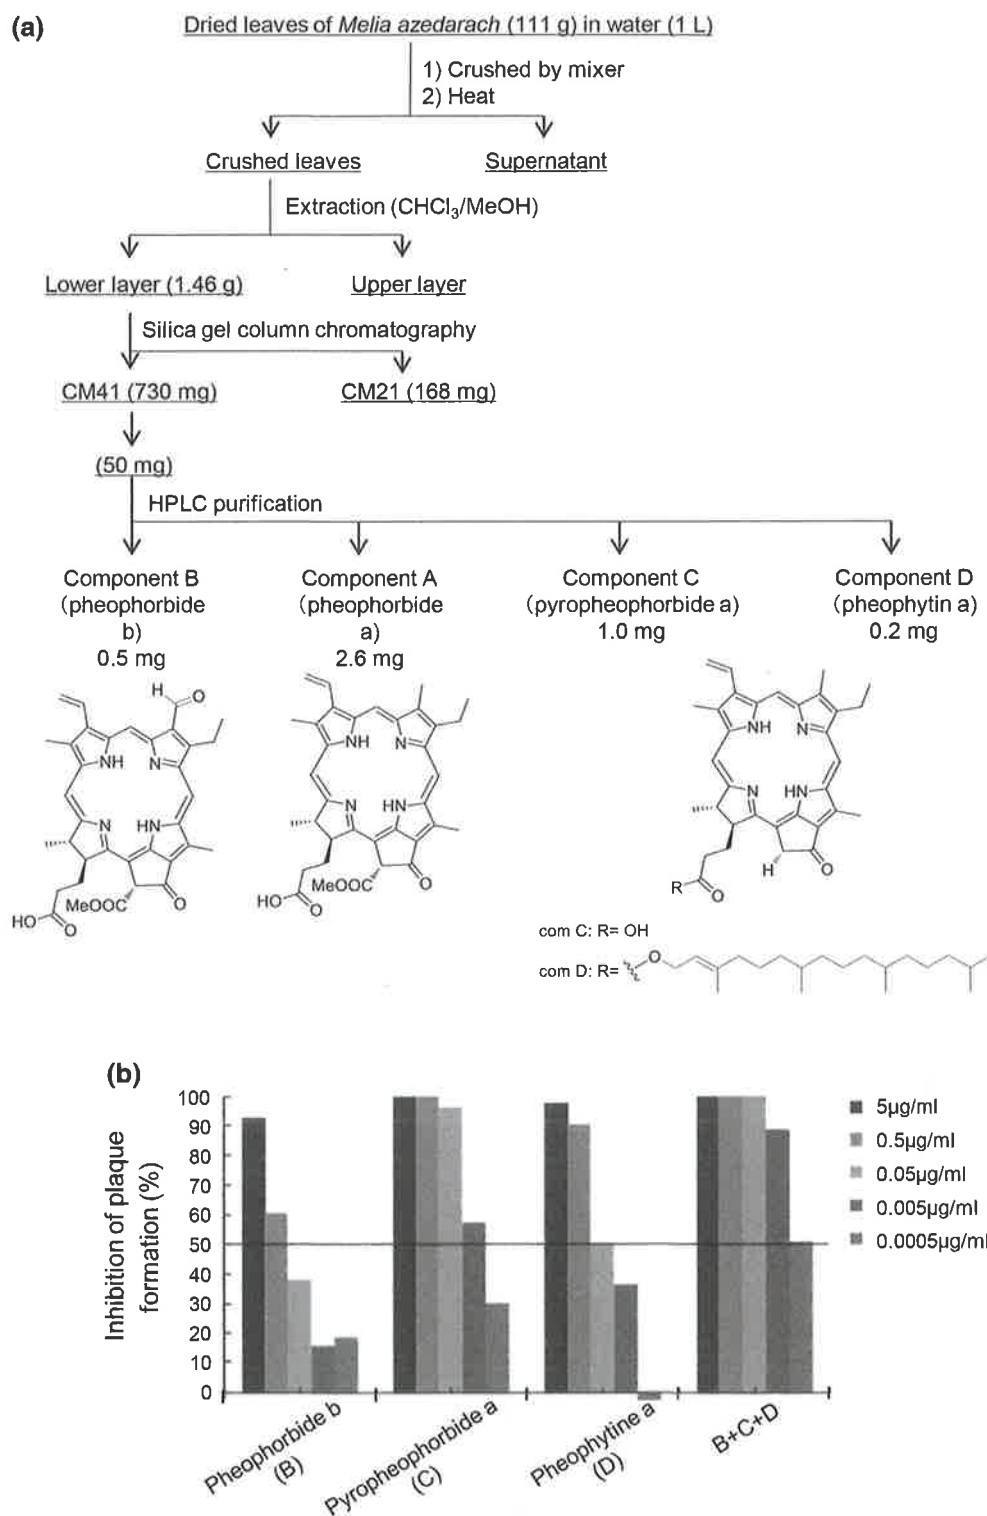 (a)
Dried leaves of Melia azedarach (111 g) in water (1 L)
1) Crushed by mixer
2) Heat
Crushed leaves
Supernatant
Extraction (CHCl3/MeOH)
Lower layer (1.46 g)
Upper layer
Silica gel column chromatography
CM41 (730 mg)
CM21 (168 mg)
(50 mg)
HPLC purification
Component B
(pheophorbide
b)
0.5 mg
Component A
(pheophorbide
a)
2.6 mg
Component C
(pyropheophorbide a)
1.0 mg
Component D
(pheophytin a)
0.2 mg
H
O
NH
N
N
HN
MeOOC
O
HO
O
NH
N
N
HN
MeOOC
O
HO
O
NH
N
N
HN
H
O
R
O
com C: R= OH
com D: R=
O
(b)
Inhibition of plaque
formation (%)
100
90
80
70
60
50
40
30
20
10
0
Pheophorbide b
(B)
Pyropheophorbide a
(C)
Pheophytine a
(D)
B+C+D
5µg/ml
0.5µg/ml
0.05µg/ml
0.005µg/ml
0.0005µg/ml